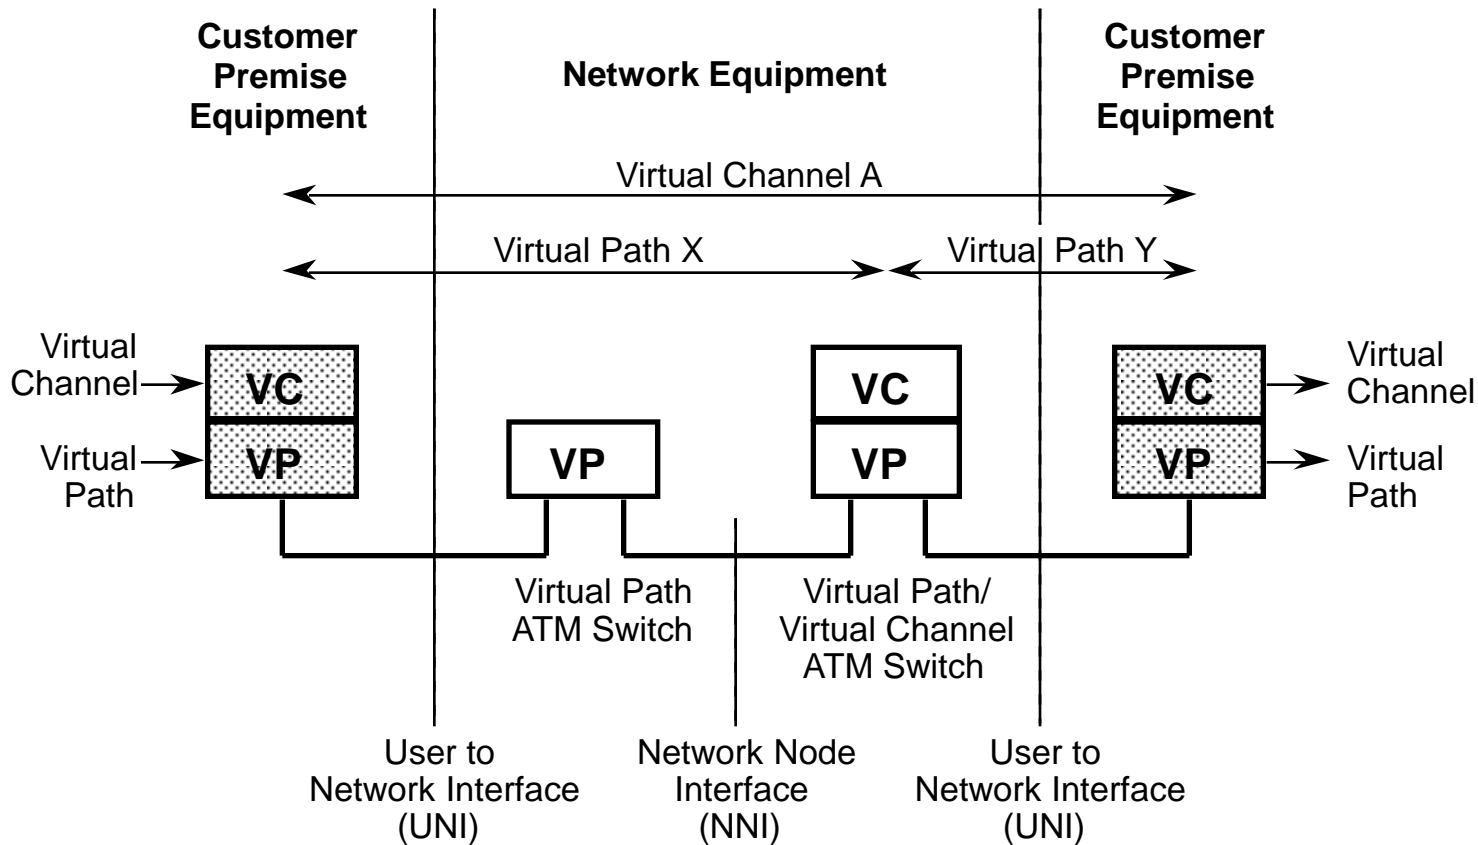 Customer
Premise
Equipment
Network Equipment
Customer
Premise
Equipment
Virtual Channel A
Virtual Path X
Virtual Path Y
Virtual
Channel
VC
VC
VC
Virtual
Channel
Virtual
Path
VP
VP
VP
VP
Virtual
Path
Virtual Path
ATM Switch
Virtual Path/
Virtual Channel
ATM Switch
User to
Network Interface
(UNI)
Network Node
Interface
(NNI)
User to
Network Interface
(UNI)